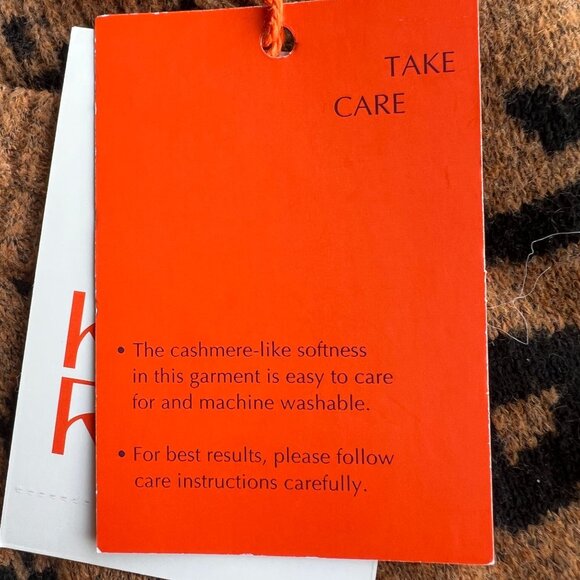 TAKE
CARE
• The cashmere-like softness
in this garment is easy to care
for and machine washable.
• For best results, please follow
care instructions carefully.